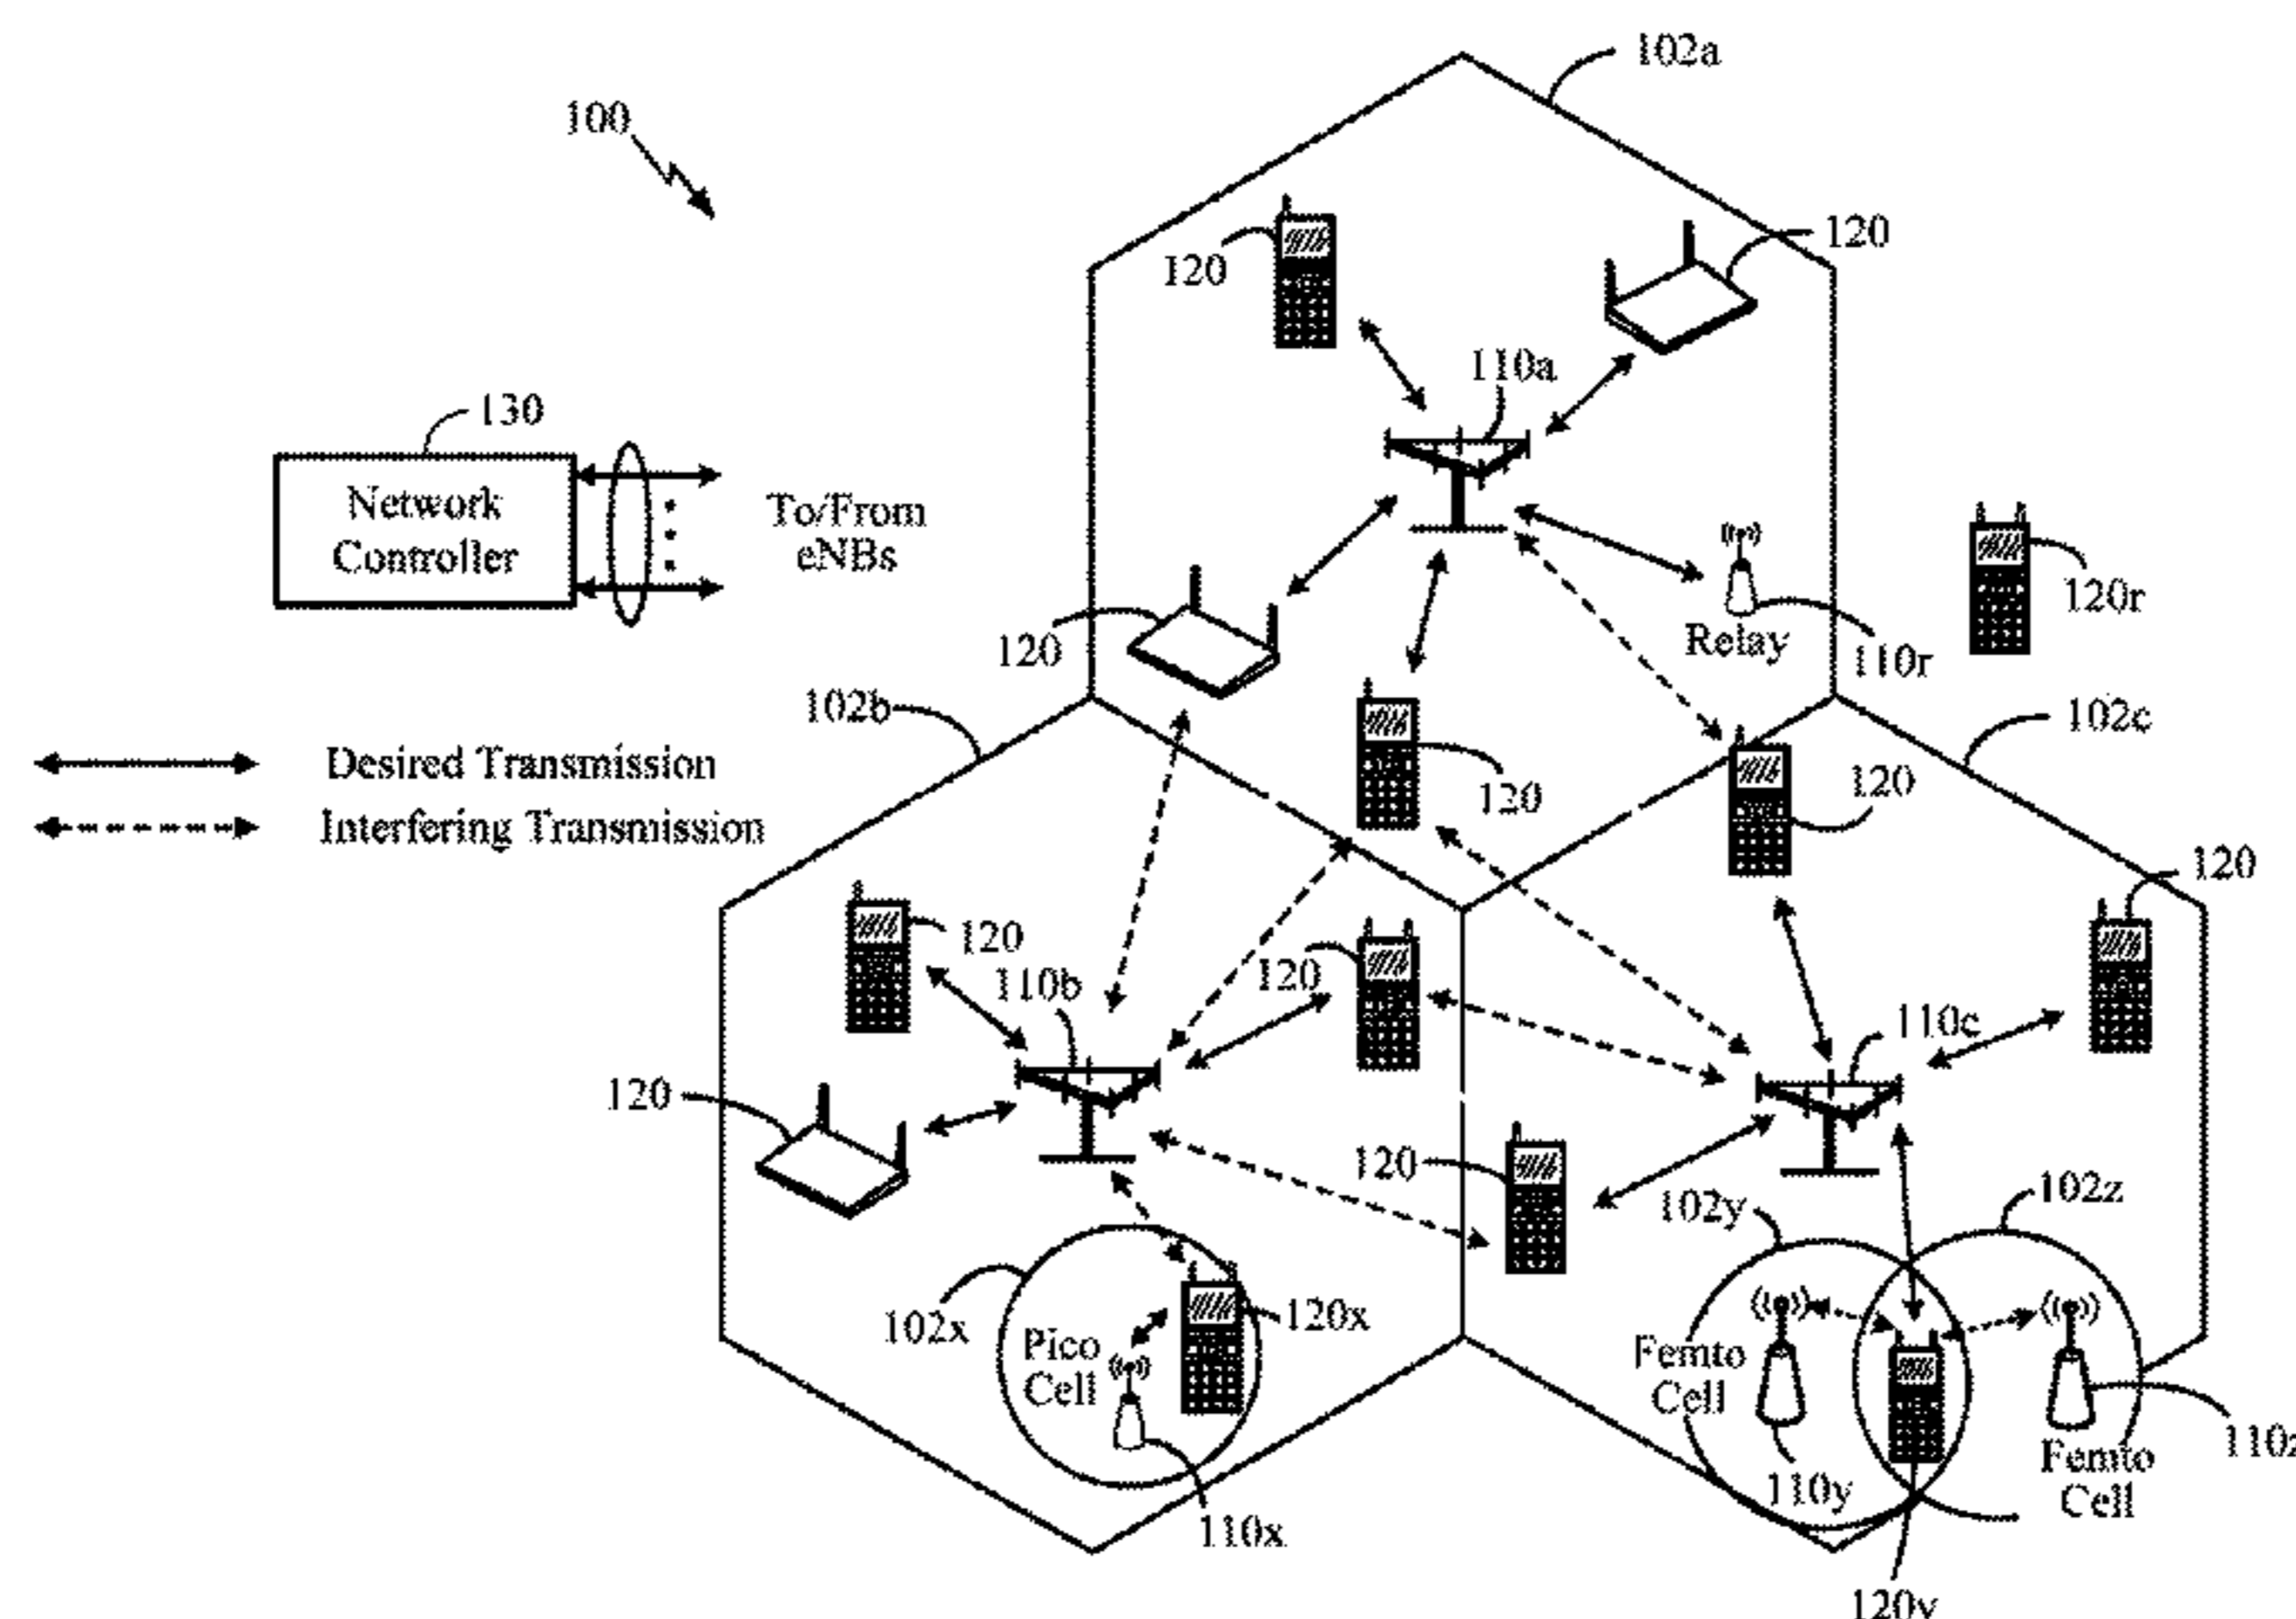 102a
100
120
120
110a
130
Network
Controller
To/From
eNBs
120r
Relay
110r
120
102b
102c
Desired Transmission
Interfering Transmission
120
120
120
120
120
110b
110c
120
120
102y
102z
102x
120x
Pico
Cell
Femto
Cell
110y
Femto
Cell
110x